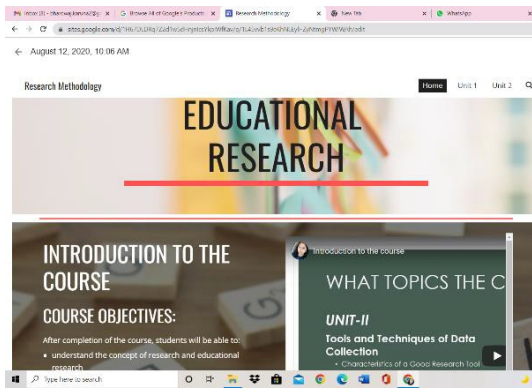 Research Methodology
New Tab
WhatsApp
August 12, 2020, 10:06 AM
Research Methodology
Home Unit 1 Unit 2
EDUCATIONAL
RESEARCH
INTRODUCTION TO THE
COURSE
COURSE OBJECTIVES:
After completion of the course, students will be able to:
• understand the concept of research and educational
research
Introduction to the course
WHAT TOPICS THE C
UNIT-II
Tools and Techniques of Data
Collection
• Characteristics of a Good Research Tool
Type here to search